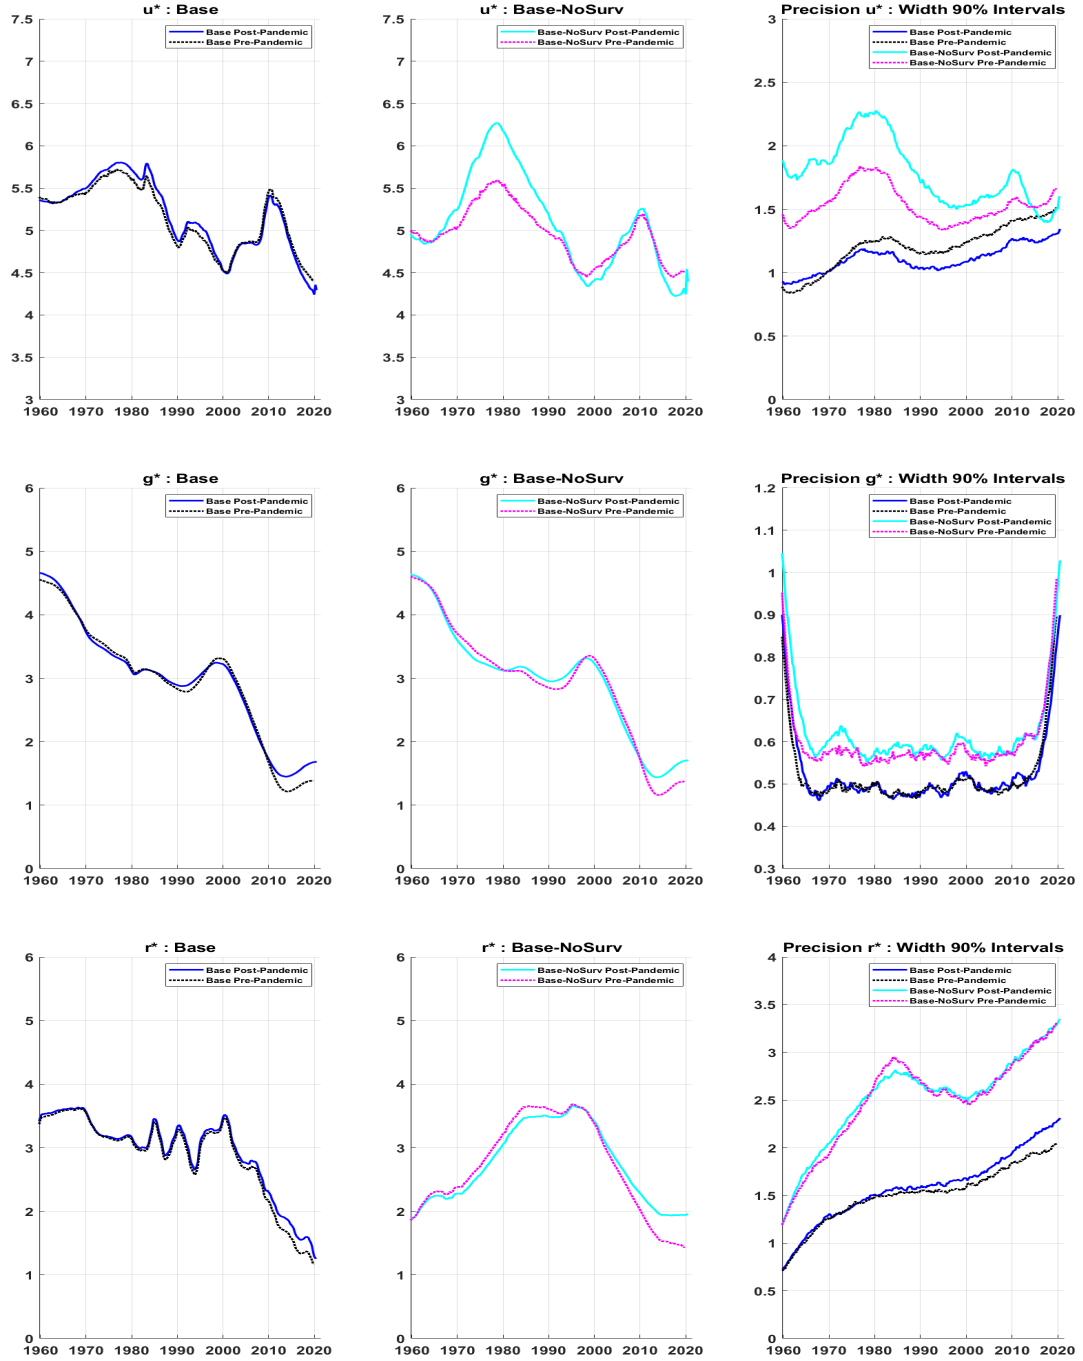 u* : Base
Base Post-Pandemic
Base Pre-Pandemic
7.5
7
6.5
6
5.5
5
4.5
4
3.5
3
1960 1970 1980 1990 2000 2010 2020
u* : Base-NoSurv
Base-NoSurv Post-Pandemic
Base-NoSurv Pre-Pandemic
7.5
7
6.5
6
5.5
5
4.5
4
3.5
3
1960 1970 1980 1990 2000 2010 2020
Precision u* : Width 90% Intervals
Base Post-Pandemic
Base Pre-Pandemic
Base-NoSurv Post-Pandemic
Base-NoSurv Pre-Pandemic
3
2.5
2
1.5
1
0.5
0
1960 1970 1980 1990 2000 2010 2020
g* : Base
Base Post-Pandemic
Base Pre-Pandemic
6
5
4
3
2
1
0
1960 1970 1980 1990 2000 2010 2020
g* : Base-NoSurv
Base-NoSurv Post-Pandemic
Base-NoSurv Pre-Pandemic
6
5
4
3
2
1
0
1960 1970 1980 1990 2000 2010 2020
Precision g* : Width 90% Intervals
Base Post-Pandemic
Base Pre-Pandemic
Base-NoSurv Post-Pandemic
Base-NoSurv Pre-Pandemic
1.2
1.1
1
0.9
0.8
0.7
0.6
0.5
0.4
0.3
1960 1970 1980 1990 2000 2010 2020
r* : Base
Base Post-Pandemic
Base Pre-Pandemic
6
5
4
3
2
1
0
1960 1970 1980 1990 2000 2010 2020
r* : Base-NoSurv
Base-NoSurv Post-Pandemic
Base-NoSurv Pre-Pandemic
6
5
4
3
2
1
0
1960 1970 1980 1990 2000 2010 2020
Precision r* : Width 90% Intervals
Base Post-Pandemic
Base Pre-Pandemic
Base-NoSurv Post-Pandemic
Base-NoSurv Pre-Pandemic
4
3.5
3
2.5
2
1.5
1
0.5
0
1960 1970 1980 1990 2000 2010 2020